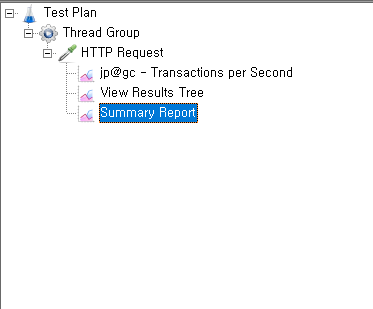 Test Plan
Thread Group
HTTP Request
jp@gc - Transactions per Second
View Results Tree
Summary Report